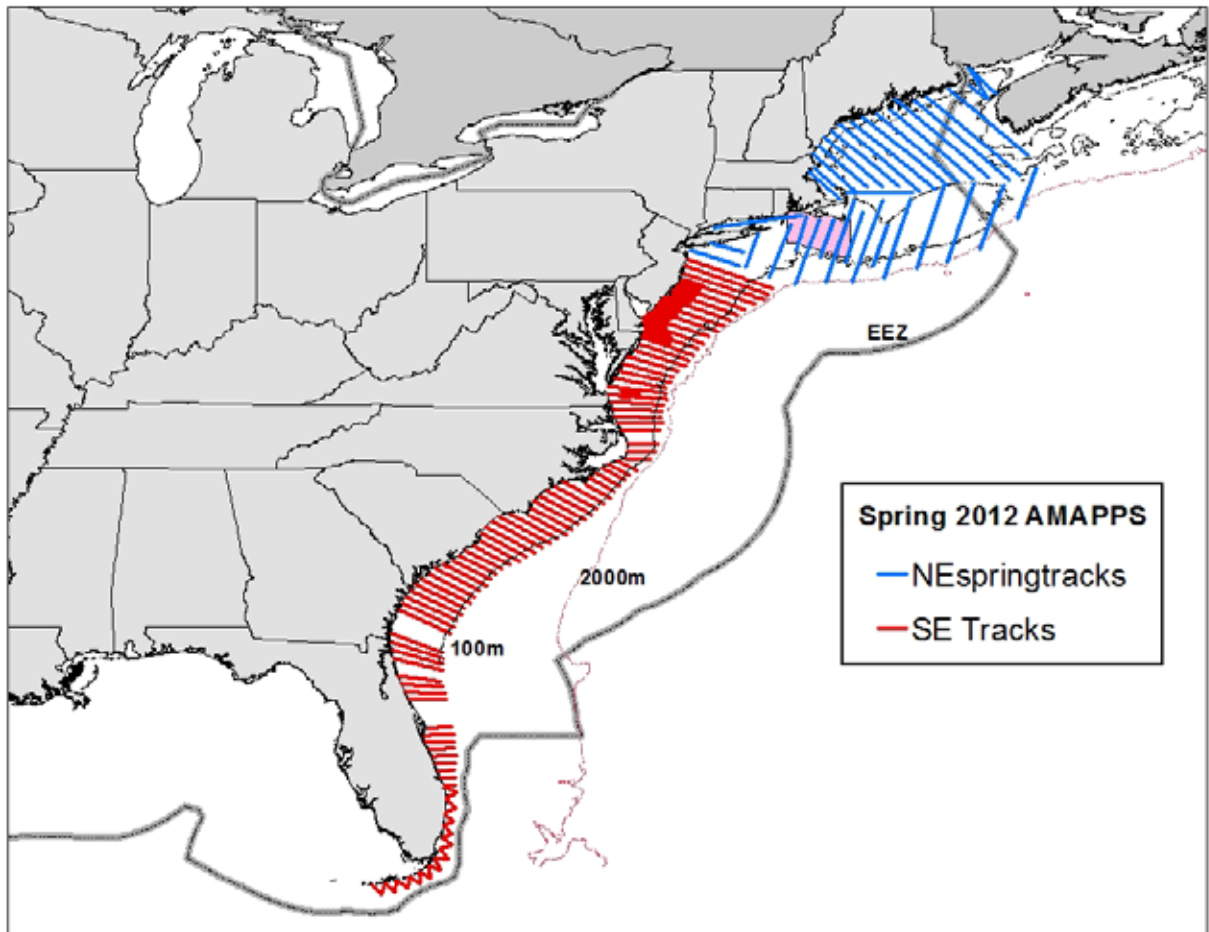 EEZ
Spring 2012 AMAPPS
NEspringtracks
2000m
SE Tracks
100m